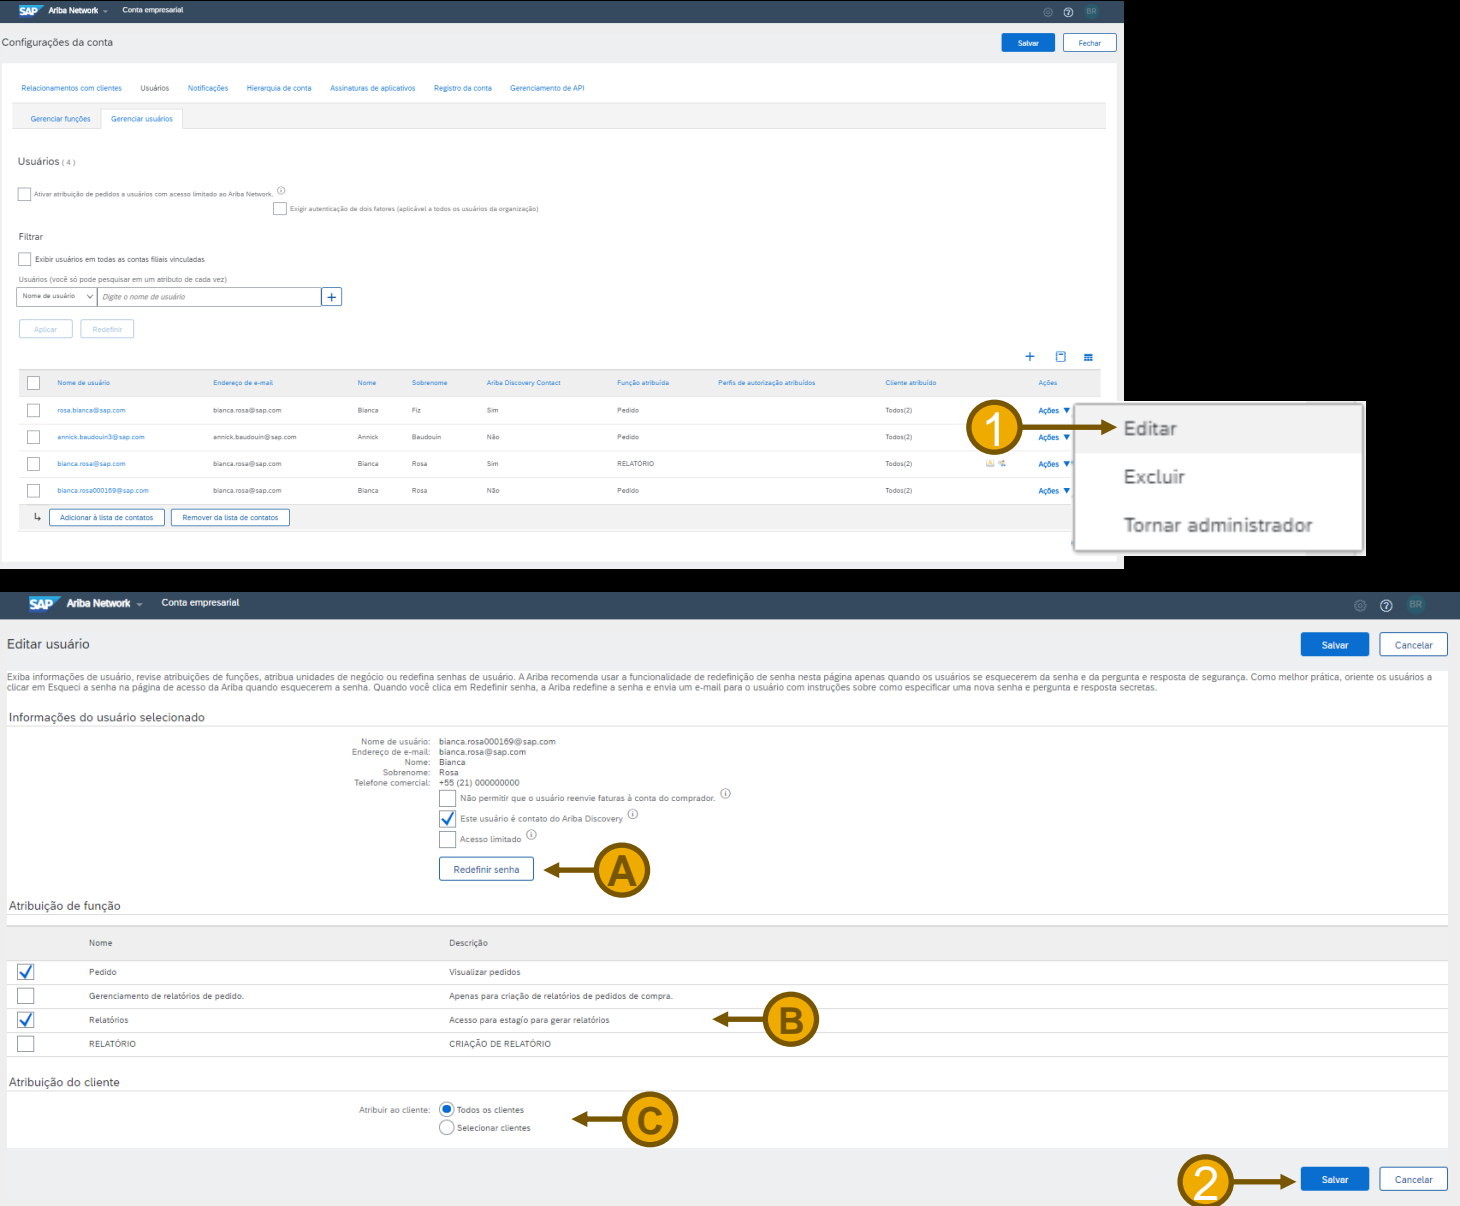 SAP Ariba Network Conta empresarial BR
Configurações da conta Salvar Fechar
Relacionamentos com clientes Usuários Notificações Hierarquia de conta Assinaturas de aplicativos Registro da conta Gerenciamento de API
Gerenciar funções Gerenciar usuários
Usuários ( 4 )
Ativar atribuição de pedidos a usuários com acesso limitado ao Ariba Network.
Exigir autenticação de dois fatores (aplicável a todos os usuários da organização)
Filtrar
Exibir usuários em todas as contas filiais vinculadas
Usuários (você só pode pesquisar em um atributo de cada vez)
Nome de usuário Digite o nome de usuário
Aplicar Redefinir
Nome de usuário Endereço de e-mail Nome Sobrenome Ariba Discovery Contact Função atribuída Perfis de autorização atribuídos Cliente atribuído Ações
rosa.bianca@sap.com bianca.rosa@sap.com Bianca Fiz Sim Pedido Todos(2) Ações
annick.baudouin3@sap.com annick.baudouin@sap.com Annick Baudouin Não Pedido Todos(2) Ações
bianca.rosa@sap.com bianca.rosa@sap.com Bianca Rosa Sim RELATÓRIO Todos(2) Ações
bianca.rosa000169@sap.com bianca.rosa@sap.com Bianca Rosa Não Pedido Todos(2) Ações
Adicionar à lista de contatos Remover da lista de contatos
1
Editar
Excluir
Tornar administrador
SAP Ariba Network Conta empresarial BR
Editar usuário Salvar Cancelar
Exiba informações de usuário, revise atribuições de funções, atribua unidades de negócio ou redefina senhas de usuário. A Ariba recomenda usar a funcionalidade de redefinição de senha nesta página apenas quando os usuários se esquecerem da senha e da pergunta e resposta de segurança. Como melhor prática, oriente os usuários a
clicar em Esqueci a senha na página de acesso da Ariba quando esquecerem a senha. Quando você clica em Redefinir senha, a Ariba redefine a senha e envia um e-mail para o usuário com instruções sobre como especificar uma nova senha e pergunta e resposta secretas.
Informações do usuário selecionado
Nome de usuário: bianca.rosa000169@sap.com
Endereço de e-mail: bianca.rosa@sap.com
Nome: Bianca
Sobrenome: Rosa
Telefone comercial: +55 (21) 000000000
Não permitir que o usuário reenvie faturas à conta do comprador.
Este usuário é contato do Ariba Discovery
Acesso limitado
Redefinir senha A
Atribuição de função
Nome Descrição
Pedido Visualizar pedidos
Gerenciamento de relatórios de pedido. Apenas para criação de relatórios de pedidos de compra.
Relatórios Acesso para estagío para gerar relatórios B
RELATÓRIO CRIAÇÃO DE RELATÓRIO
Atribuição do cliente
Atribuir ao cliente: Todos os clientes
Selecionar clientes
C
2 Salvar Cancelar